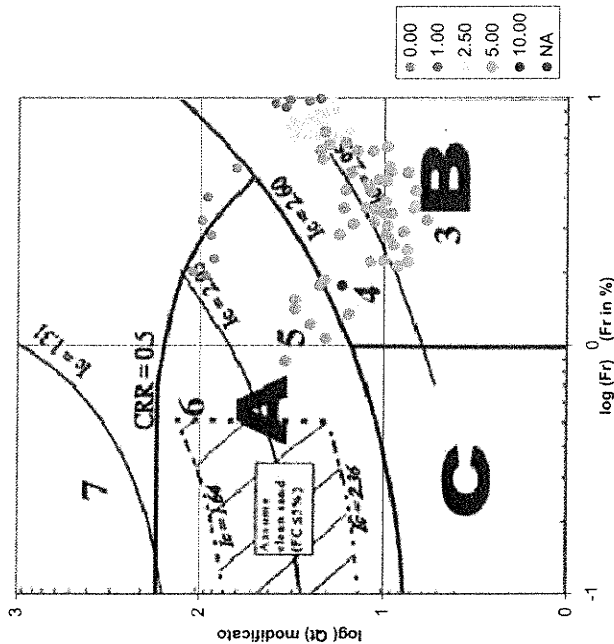 3
2
1
0
-1
log( Qt) modificato
-1
0
1
log (Fr) (Fr in %)
7
Ic = 1.31
CRR = 0.5
6
A
5
Ic = 2.05
Ic = 1.64
Assume
clean sand
(FC ≤5%)
Ic = 2.36
Ic = 2.60
4
3
B
C
0.00
1.00
2.50
5.00
10.00
NA